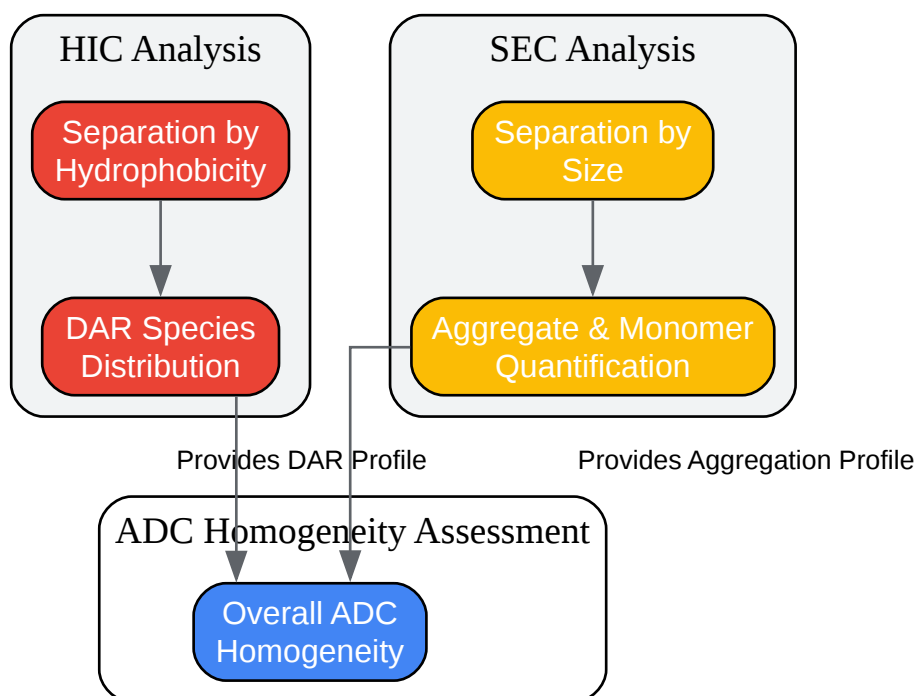 HIC Analysis
Separation by
Hydrophobicity
DAR Species
Distribution
SEC Analysis
Separation by
Size
Aggregate & Monomer
Quantification
Provides DAR Profile
Provides Aggregation Profile
ADC Homogeneity Assessment
Overall ADC
Homogeneity